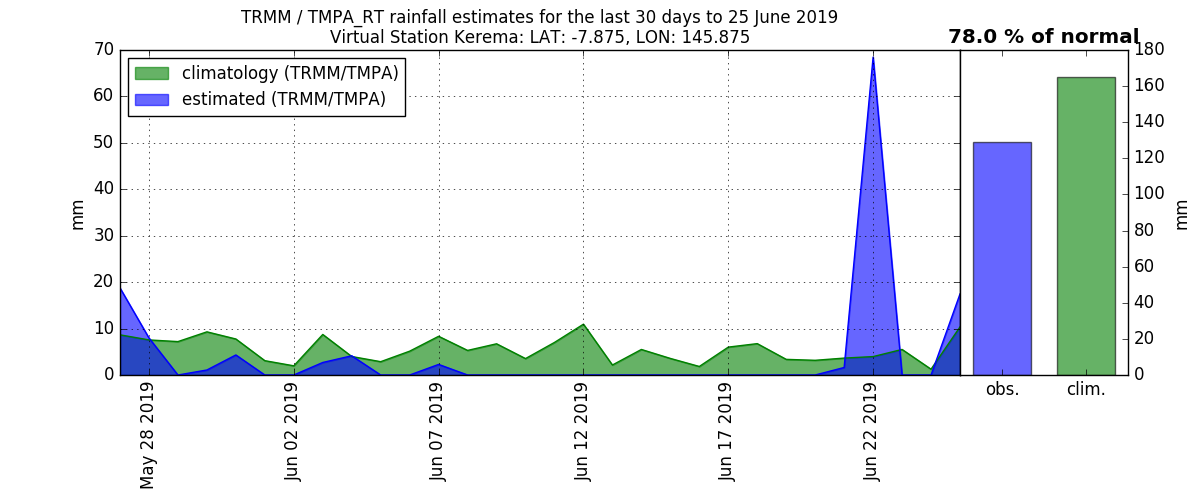 TRMM / TMPA_RT rainfall estimates for the last 30 days to 25 June 2019
Virtual Station Kerema: LAT: -7.875, LON: 145.875
78.0 % of normal
climatology (TRMM/TMPA)
estimated (TRMM/TMPA)
mm
70
60
50
40
30
20
10
0
May 28 2019
Jun 02 2019
Jun 07 2019
Jun 12 2019
Jun 17 2019
Jun 22 2019
obs.
clim.
180
160
140
120
100
80
60
40
20
0
mm